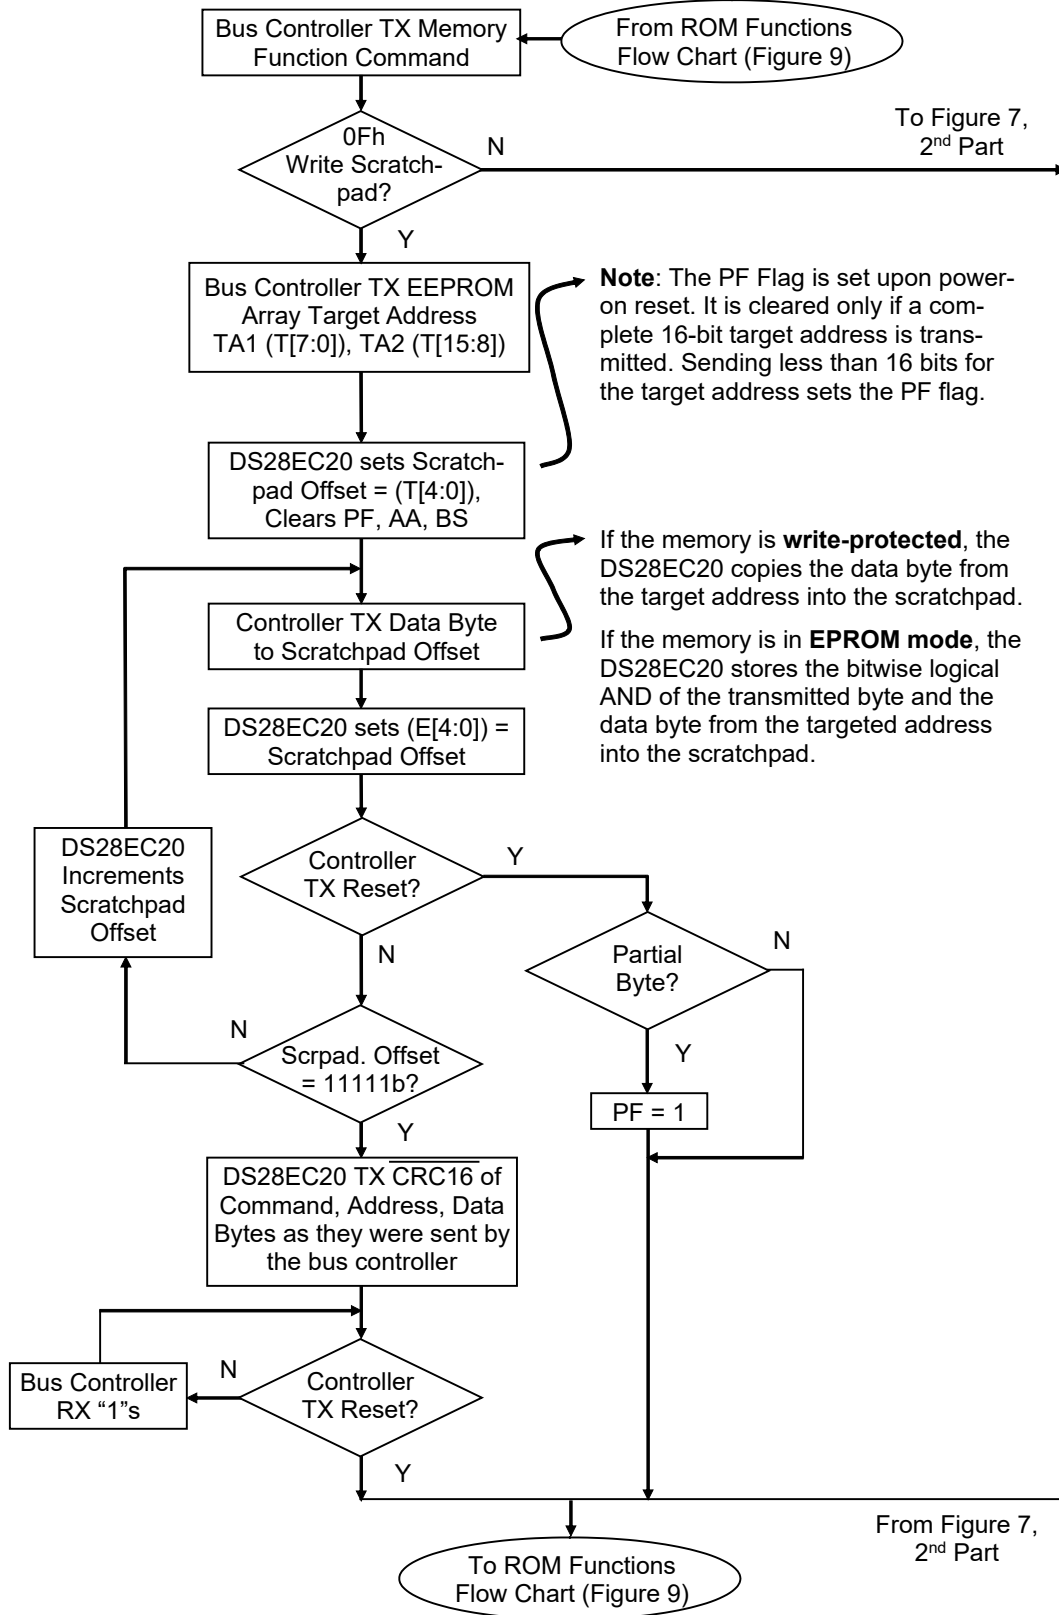 Bus Controller TX Memory
Function Command
From ROM Functions
Flow Chart (Figure 9)
To Figure 7,
2nd Part
0Fh
Write Scratch-
pad?
N
Y
Bus Controller TX EEPROM
Array Target Address
TA1 (T[7:0]), TA2 (T[15:8])
Note: The PF Flag is set upon power-
on reset. It is cleared only if a com-
plete 16-bit target address is trans-
mitted. Sending less than 16 bits for
the target address sets the PF flag.
DS28EC20 sets Scratch-
pad Offset = (T[4:0]),
Clears PF, AA, BS
If the memory is write-protected, the
DS28EC20 copies the data byte from
the target address into the scratchpad.
If the memory is in EPROM mode, the
DS28EC20 stores the bitwise logical
AND of the transmitted byte and the
data byte from the targeted address
into the scratchpad.
Controller TX Data Byte
to Scratchpad Offset
DS28EC20 sets (E[4:0]) =
Scratchpad Offset
DS28EC20
Increments
Scratchpad
Offset
Controller
TX Reset?
Y
N
Partial
Byte?
N
Y
PF = 1
Scrpad. Offset
= 11111b?
N
Y
DS28EC20 TX CRC16 of
Command, Address, Data
Bytes as they were sent by
the bus controller
Bus Controller
RX “1”s
N
Controller
TX Reset?
Y
From Figure 7,
2nd Part
To ROM Functions
Flow Chart (Figure 9)